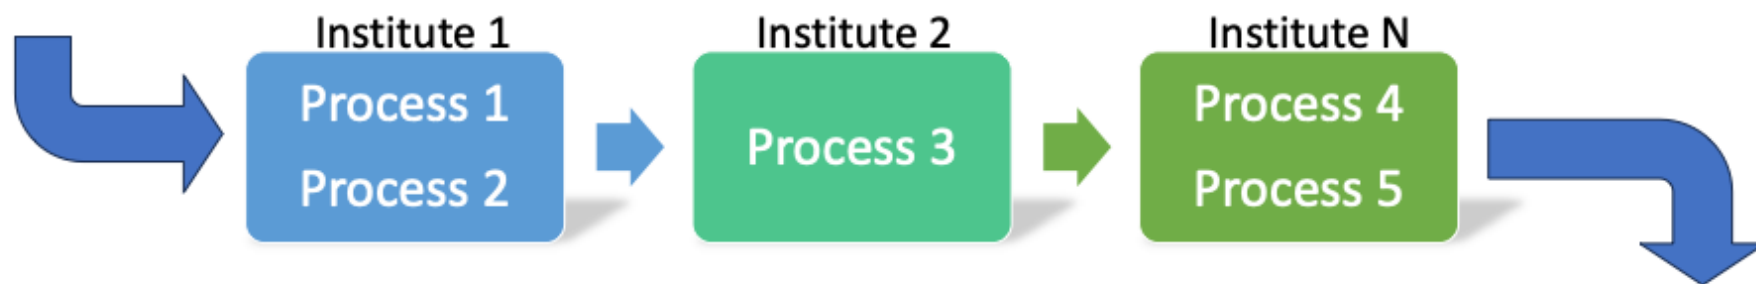 Institute 1
Process 1
Process 2
Institute 2
Process 3
Institute N
Process 4
Process 5